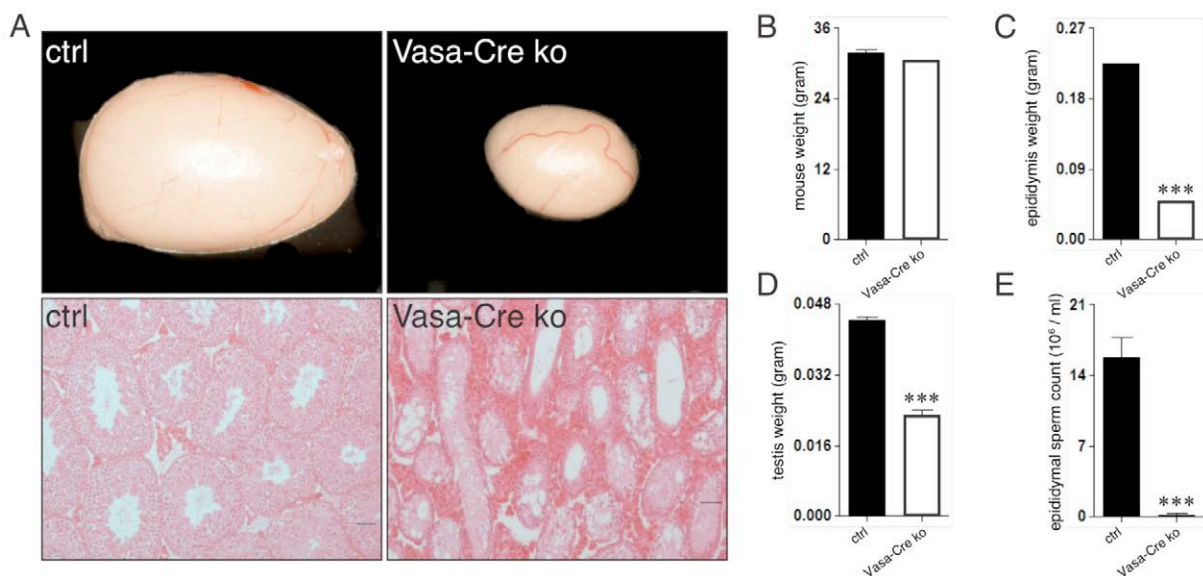 A
ctrl
Vasa-Cre ko
ctrl
Vasa-Cre ko
B
mouse weight (gram)
36
24
12
0
ctrl
Vasa-Cre ko
C
epididymis weight (gram)
0.27
0.18
0.09
0.00
***
ctrl
Vasa-Cre ko
D
testis weight (gram)
0.048
0.032
0.016
0.000
***
ctrl
Vasa-Cre ko
E
epididymal sperm count (10⁶ / ml)
21
14
7
0
***
ctrl
Vasa-Cre ko